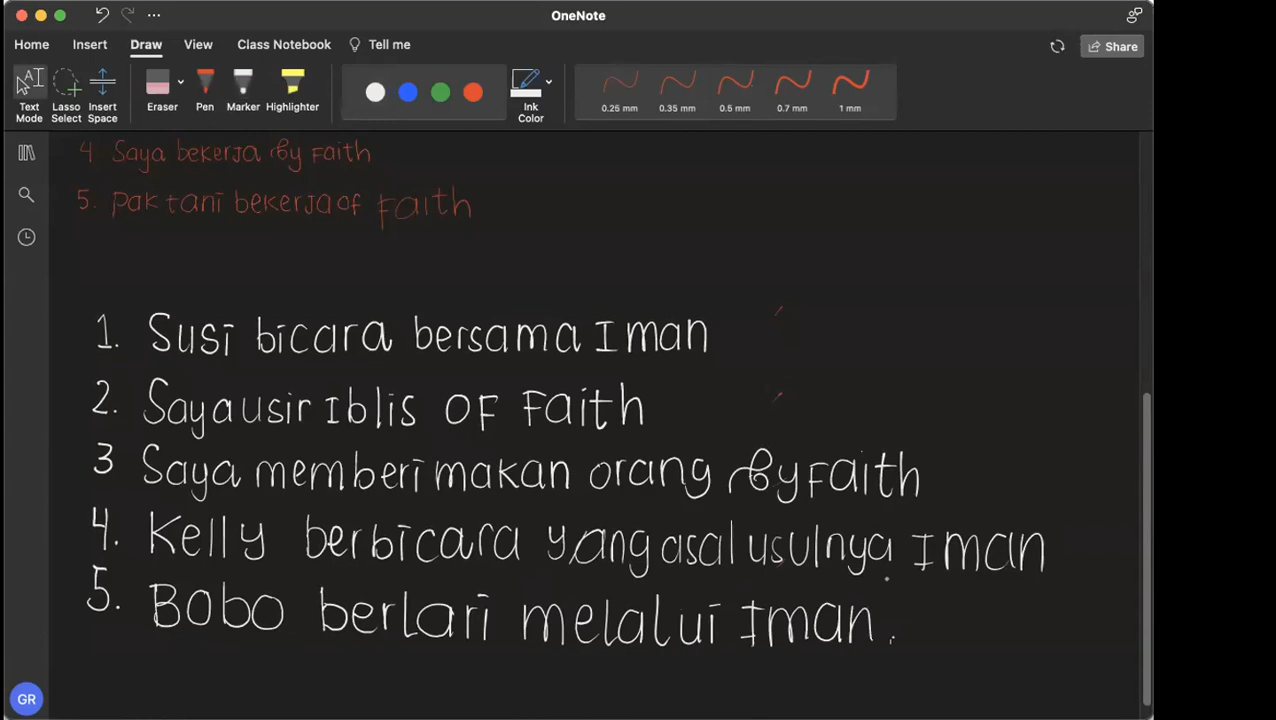 OneNote
Home Insert Draw View Class Notebook Tell me
Share
Text Mode
Lasso Select
Insert Space
Eraser
Pen
Marker
Highlighter
Ink Color
0.25 mm
0.35 mm
0.5 mm
0.7 mm
1 mm
4 Saya bekerja By Faith
5. Pak tani bekerja of Faith
1. Susi bicara bersama Iman
2. Saya usir Iblis OF Faith
3 Saya memberi makan orang By Faith
4. Kelly berbicara yang asal usulnya Iman
5. Bobo berlari melalui Iman.
GR